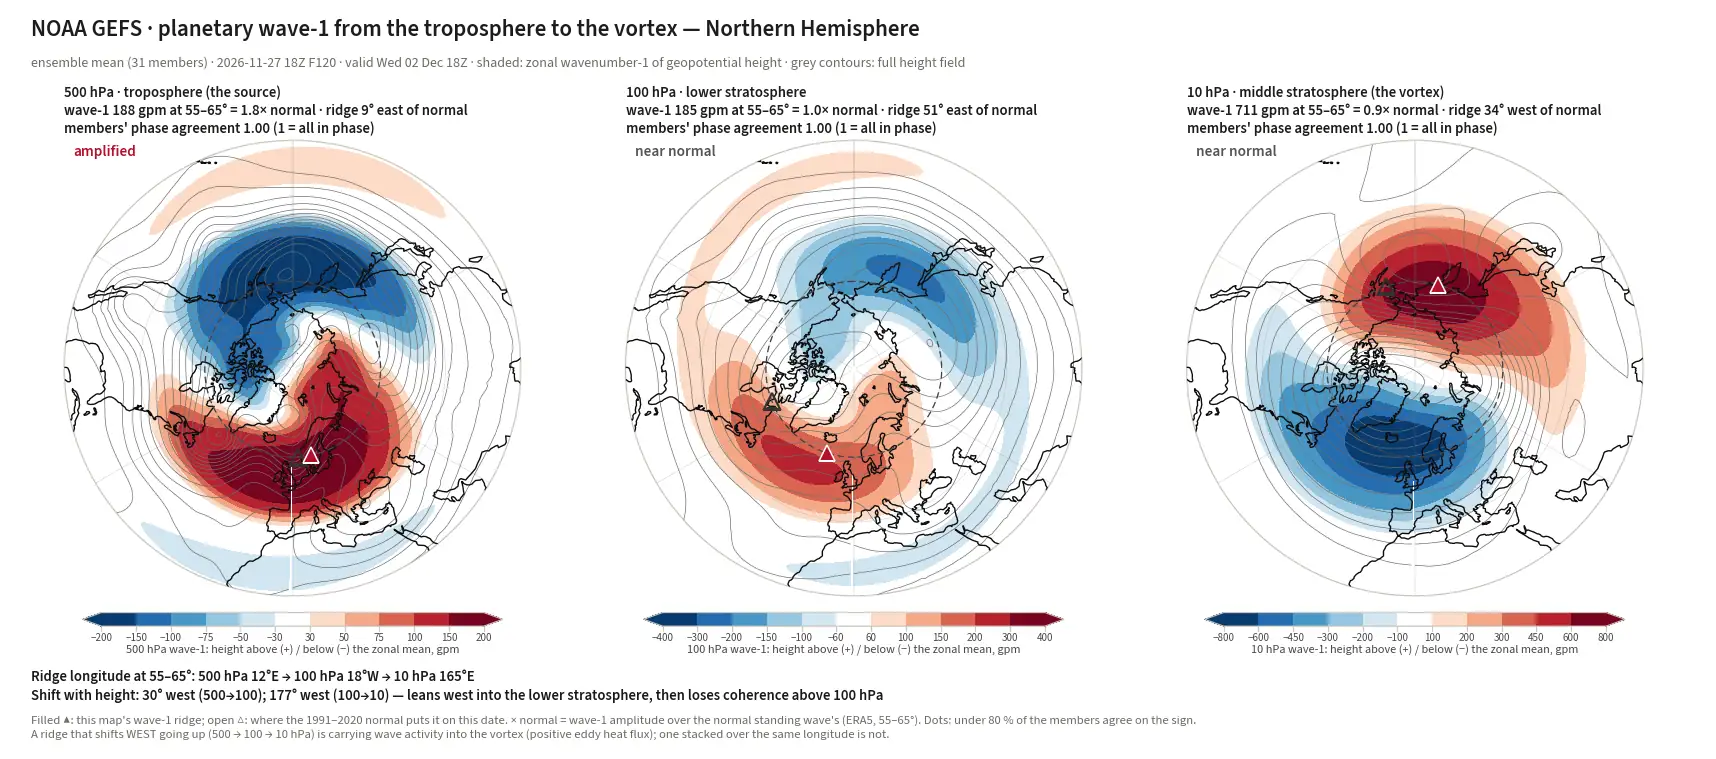 NOAA GEFS · planetary wave-1 from the troposphere to the vortex — Northern Hemisphere
ensemble mean (31 members) · 2026-11-27 18Z F120 · valid Wed 02 Dec 18Z · shaded: zonal wavenumber-1 of geopotential height · grey contours: full height field
500 hPa · troposphere (the source)
wave-1 188 gpm at 55–65° = 1.8× normal · ridge 9° east of normal
members' phase agreement 1.00 (1 = all in phase)
amplified
100 hPa · lower stratosphere
wave-1 185 gpm at 55–65° = 1.0× normal · ridge 51° east of normal
members' phase agreement 1.00 (1 = all in phase)
near normal
10 hPa · middle stratosphere (the vortex)
wave-1 711 gpm at 55–65° = 0.9× normal · ridge 34° west of normal
members' phase agreement 1.00 (1 = all in phase)
near normal
−200 −150 −100 −75 −50 −30 30 50 75 100 150 200
500 hPa wave-1: height above (+) / below (−) the zonal mean, gpm
−400 −300 −200 −150 −100 −60 60 100 150 200 300 400
100 hPa wave-1: height above (+) / below (−) the zonal mean, gpm
−800 −600 −450 −300 −200 −100 100 200 300 450 600 800
10 hPa wave-1: height above (+) / below (−) the zonal mean, gpm
Ridge longitude at 55–65°: 500 hPa 12°E → 100 hPa 18°W → 10 hPa 165°E
Shift with height: 30° west (500→100); 177° west (100→10) — leans west into the lower stratosphere, then loses coherence above 100 hPa
Filled ▲: this map's wave-1 ridge; open △: where the 1991–2020 normal puts it on this date. × normal = wave-1 amplitude over the normal standing wave's (ERA5, 55–65°). Dots: under 80 % of the members agree on the sign.
A ridge that shifts WEST going up (500 → 100 → 10 hPa) is carrying wave activity into the vortex (positive eddy heat flux); one stacked over the same longitude is not.